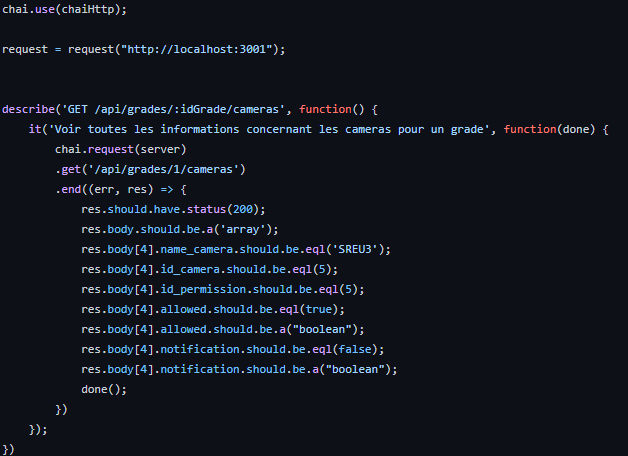 chai.use(chaiHttp);
request = request("http://localhost:3001");
describe('GET /api/grades/:idGrade/cameras', function() {
    it('Voir toutes les informations concernant les cameras pour un grade', function(done) {
        chai.request(server)
        .get('/api/grades/1/cameras')
        .end((err, res) => {
            res.should.have.status(200);
            res.body.should.be.a('array');
            res.body[4].name_camera.should.be.eql('SREU3');
            res.body[4].id_camera.should.be.eql(5);
            res.body[4].id_permission.should.be.eql(5);
            res.body[4].allowed.should.be.eql(true);
            res.body[4].allowed.should.be.a("boolean");
            res.body[4].notification.should.be.eql(false);
            res.body[4].notification.should.be.a("boolean");
            done();
        })
    });
})